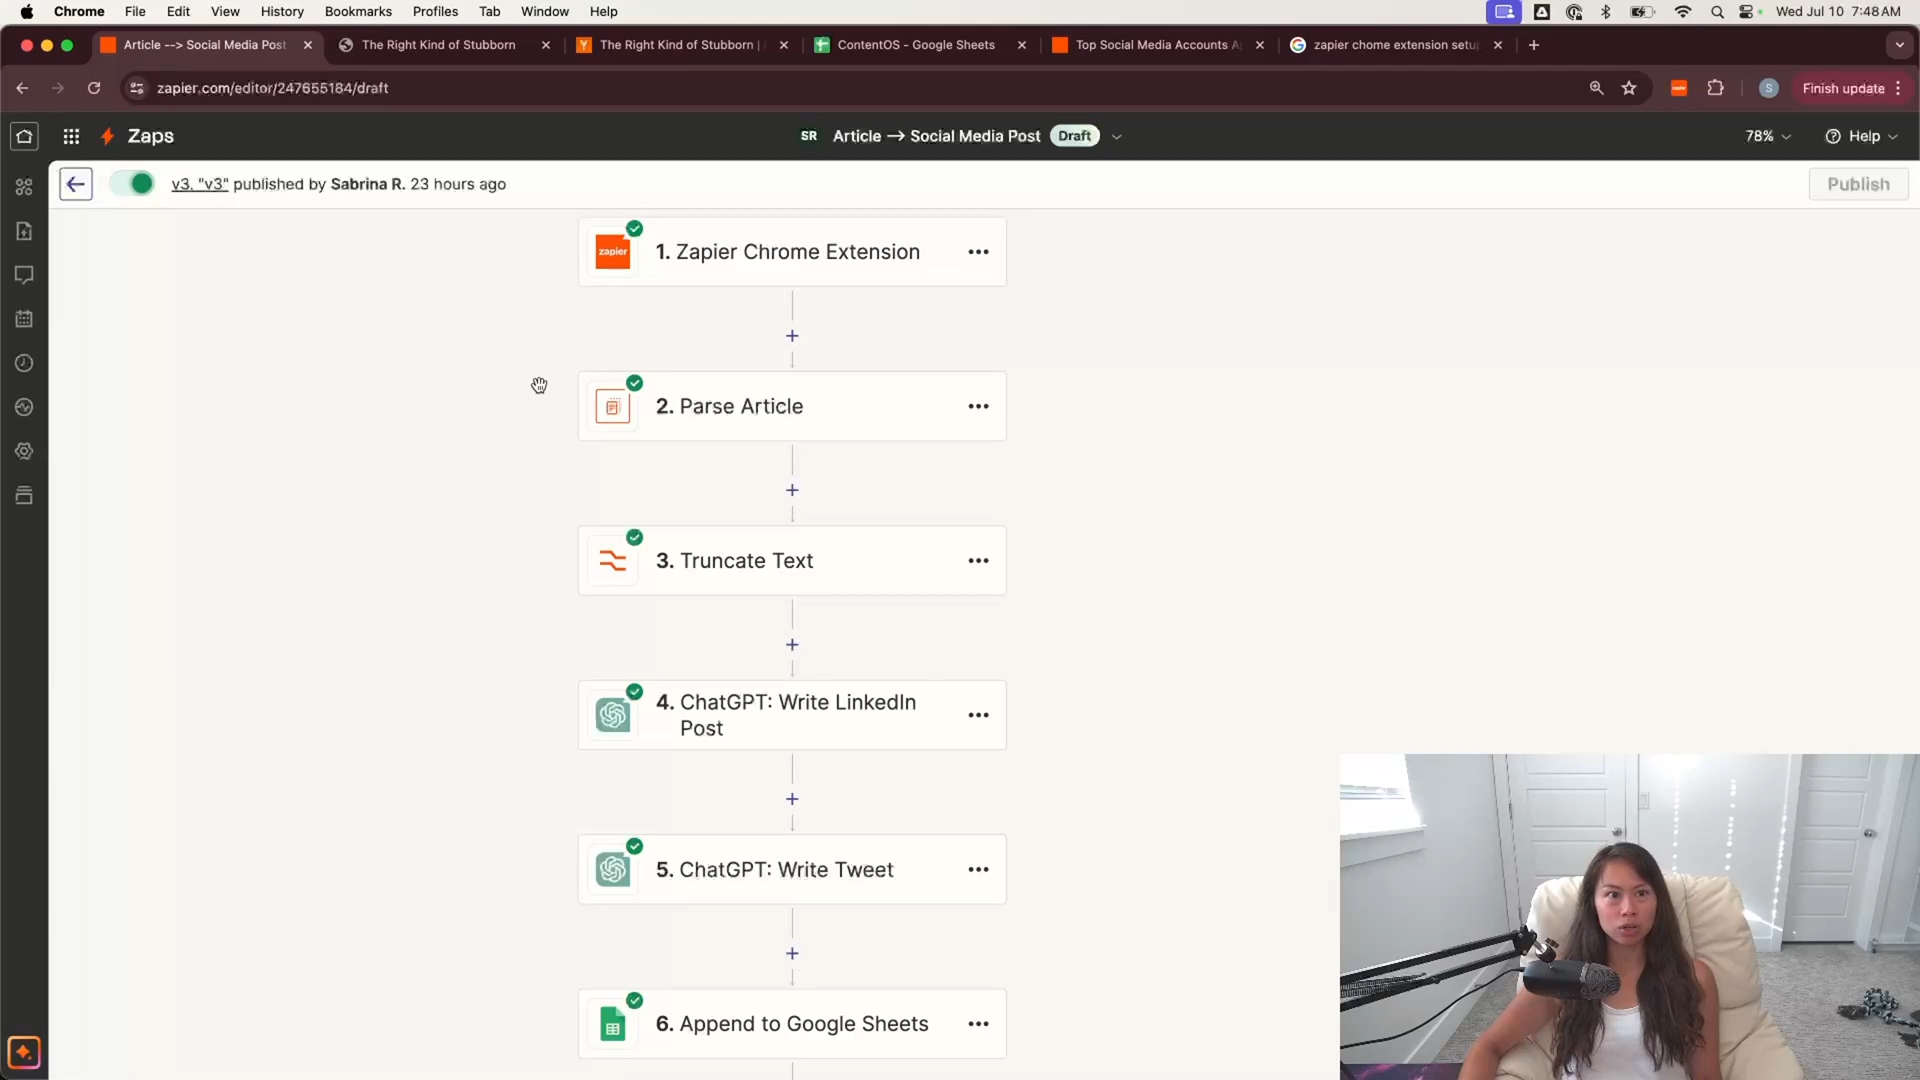 Chrome File Edit View History Bookmarks Profiles Tab Window Help Wed Jul 10 7:48 AM
Article --> Social Media Post The Right Kind of Stubborn The Right Kind of Stubborn | ContentOS - Google Sheets Top Social Media Accounts A zapier chome extension setu
zapier.com/editor/247655184/draft S Finish update
Zaps SR Article → Social Media Post Draft 78% Help
v3. "v3" published by Sabrina R. 23 hours ago Publish
zapier 1. Zapier Chrome Extension
2. Parse Article
3. Truncate Text
4. ChatGPT: Write LinkedIn
Post
5. ChatGPT: Write Tweet
6. Append to Google Sheets